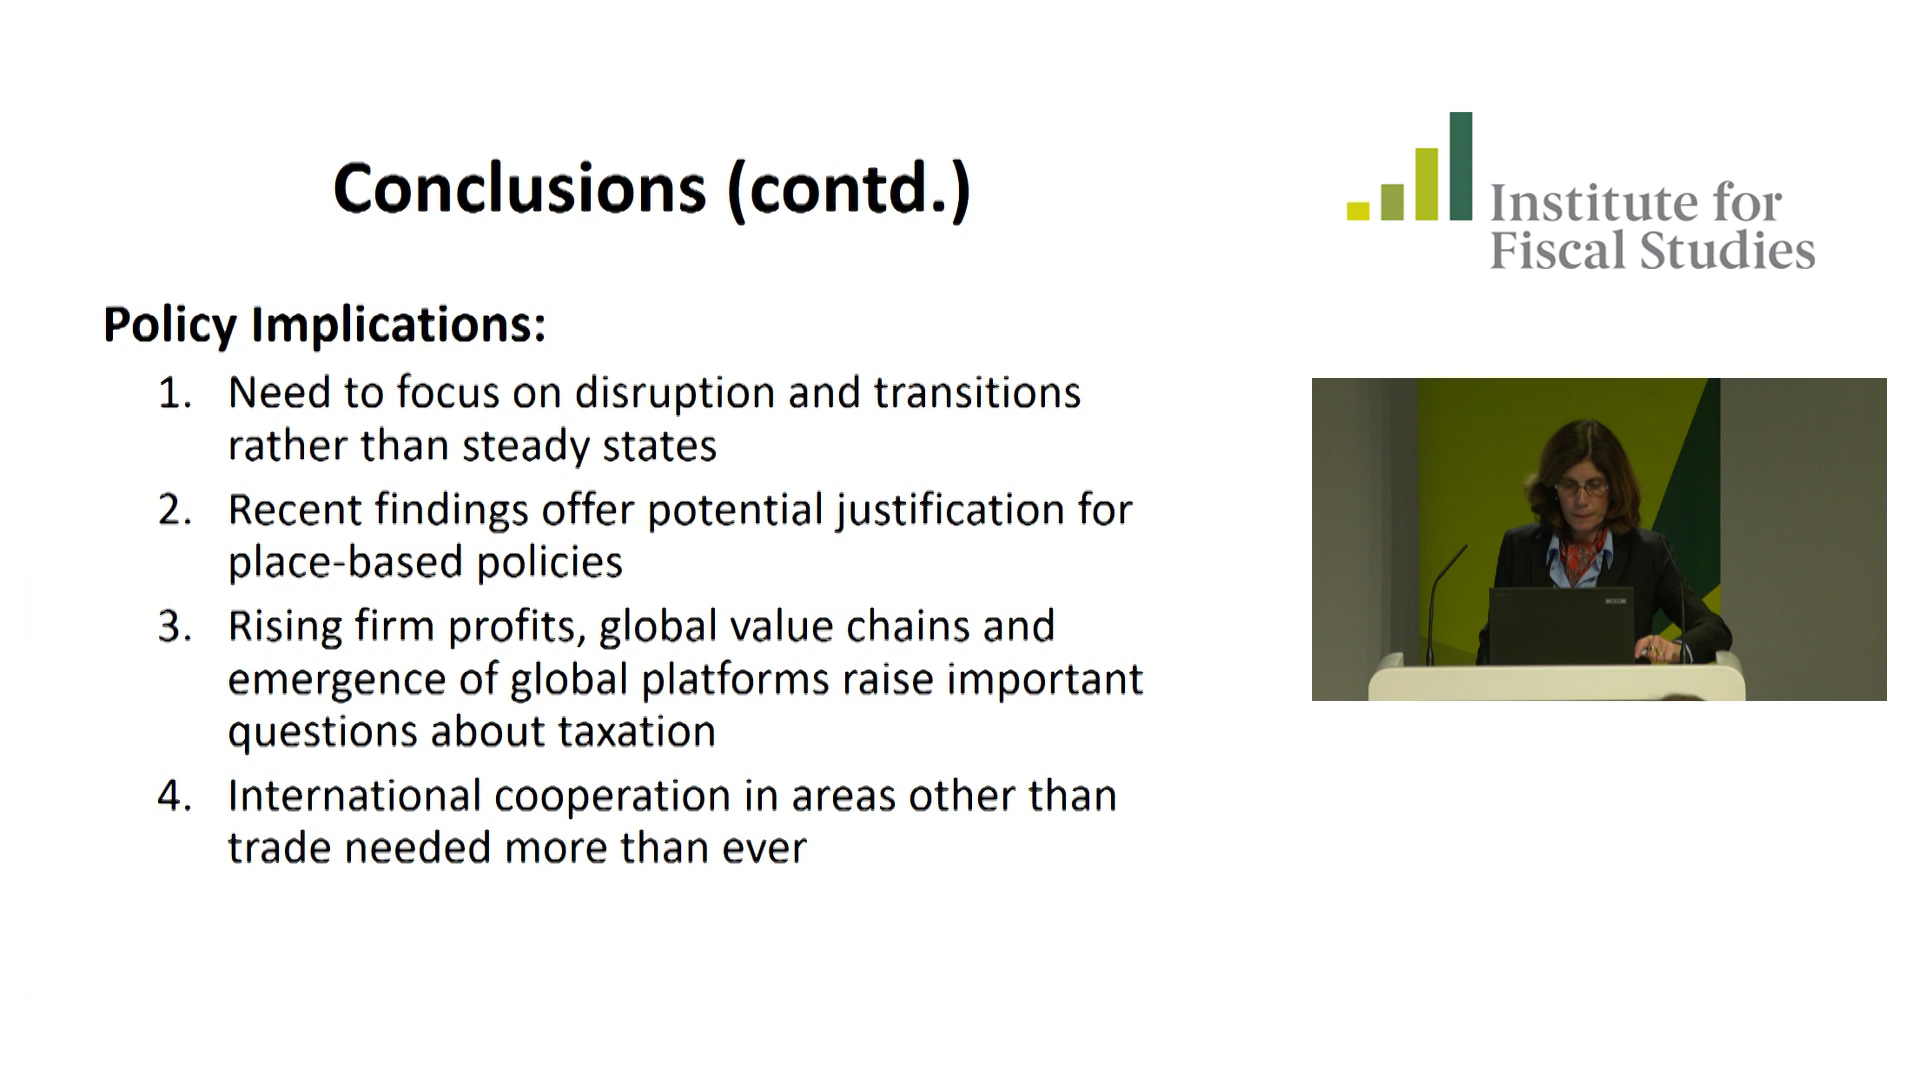 Conclusions (contd.)
Institute for
Fiscal Studies
Policy Implications:
1. Need to focus on disruption and transitions
rather than steady states
2. Recent findings offer potential justification for
place-based policies
3. Rising firm profits, global value chains and
emergence of global platforms raise important
questions about taxation
4. International cooperation in areas other than
trade needed more than ever